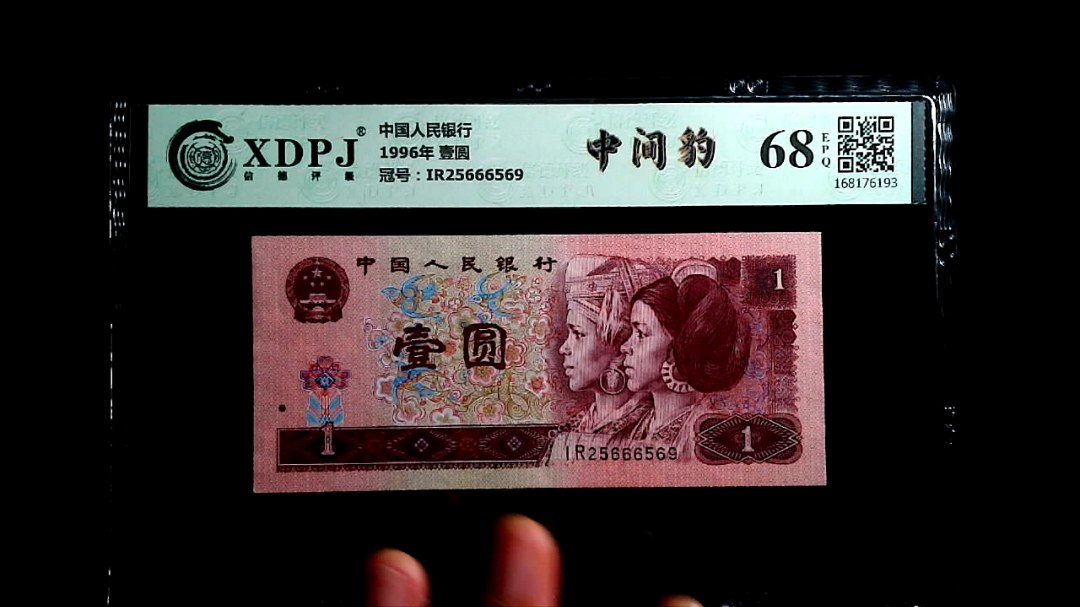 XDPJ®
信德评级
中国人民银行
1996年 壹圆
冠号：IR25666569
中间豹
68
EPQ
168176193
中国人民银行
1
壹圆
1
IR25666569
1